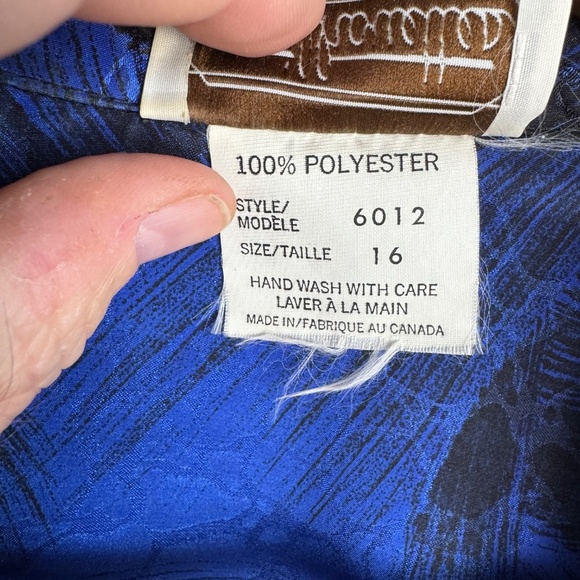 100% POLYESTER
STYLE/
MODÈLE 6012
SIZE/TAILLE 16
HAND WASH WITH CARE
LAVER À LA MAIN
MADE IN/FABRIQUE AU CANADA